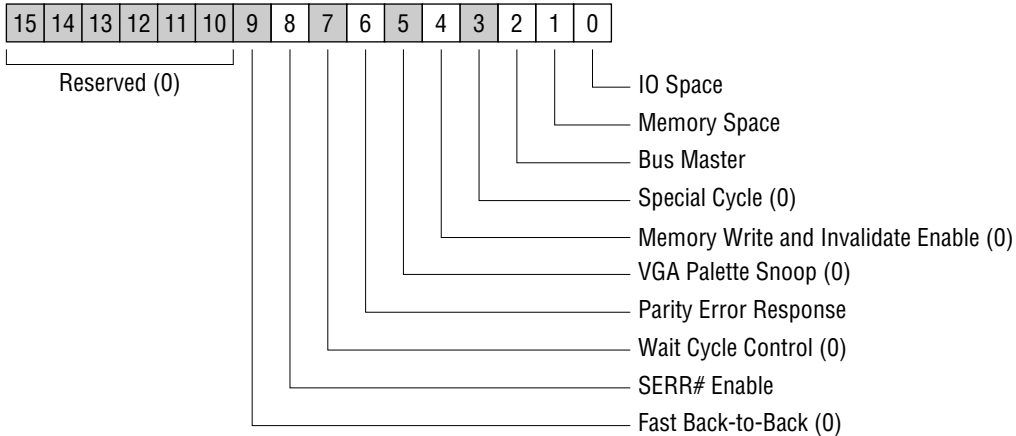 15 14 13 12 11 10 9 8 7 6 5 4 3 2 1 0
Reserved (0)
IO Space
Memory Space
Bus Master
Special Cycle (0)
Memory Write and Invalidate Enable (0)
VGA Palette Snoop (0)
Parity Error Response
Wait Cycle Control (0)
SERR# Enable
Fast Back-to-Back (0)